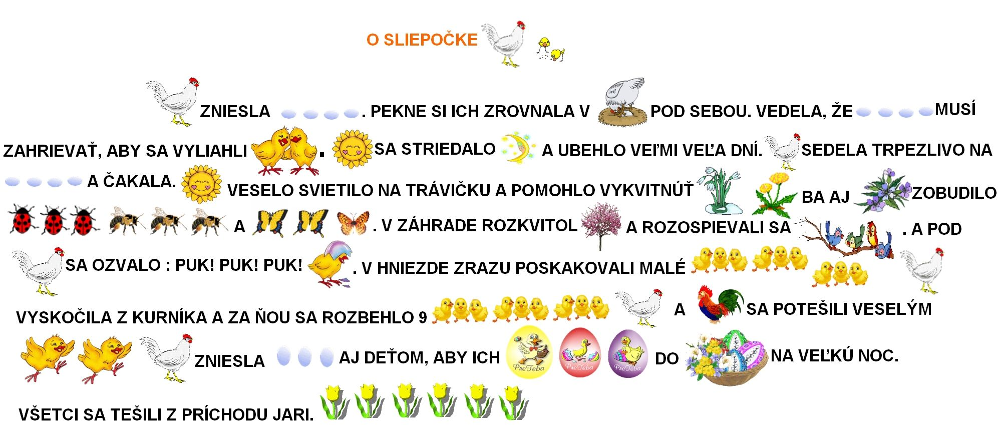 O SLIEPOČKE
ZNIESLA . PEKNE SI ICH ZROVNALA V POD SEBOU. VEDELA, ŽE MUSÍ
ZAHRIEVAŤ, ABY SA VYLIAHLI . SA STRIEDALO A UBEHLO VEĽMI VEĽA DNÍ. SEDELA TRPEZLIVO NA
A ČAKALA. VESELO SVIETILO NA TRÁVIČKU A POMOHLO VYKVITNÚŤ BA AJ ZOBUDILO
A . V ZÁHRADE ROZKVITOL A ROZOSPIEVALI SA . A POD
SA OZVALO : PUK! PUK! PUK! . V HNIEZDE ZRAZU POSKAKOVALI MALÉ
VYSKOČILA Z KURNÍKA A ZA ŇOU SA ROZBEHLO 9 A SA POTEŠILI VESELÝM
ZNIESLA AJ DEŤOM, ABY ICH PreTeba PreTeba PreTeba DO NA VEĽKÚ NOC.
VŠETCI SA TEŠILI Z PRÍCHODU JARI.